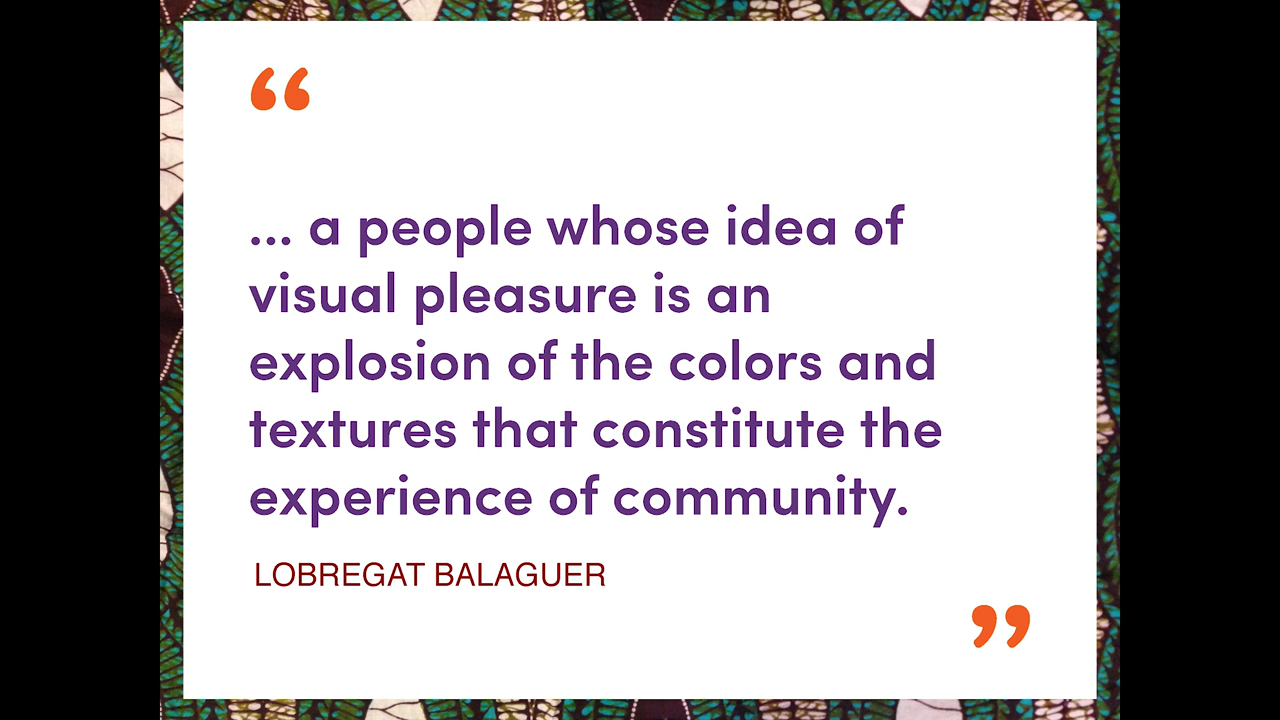 “
... a people whose idea of
visual pleasure is an
explosion of the colors and
textures that constitute the
experience of community.
LOBREGAT BALAGUER
”